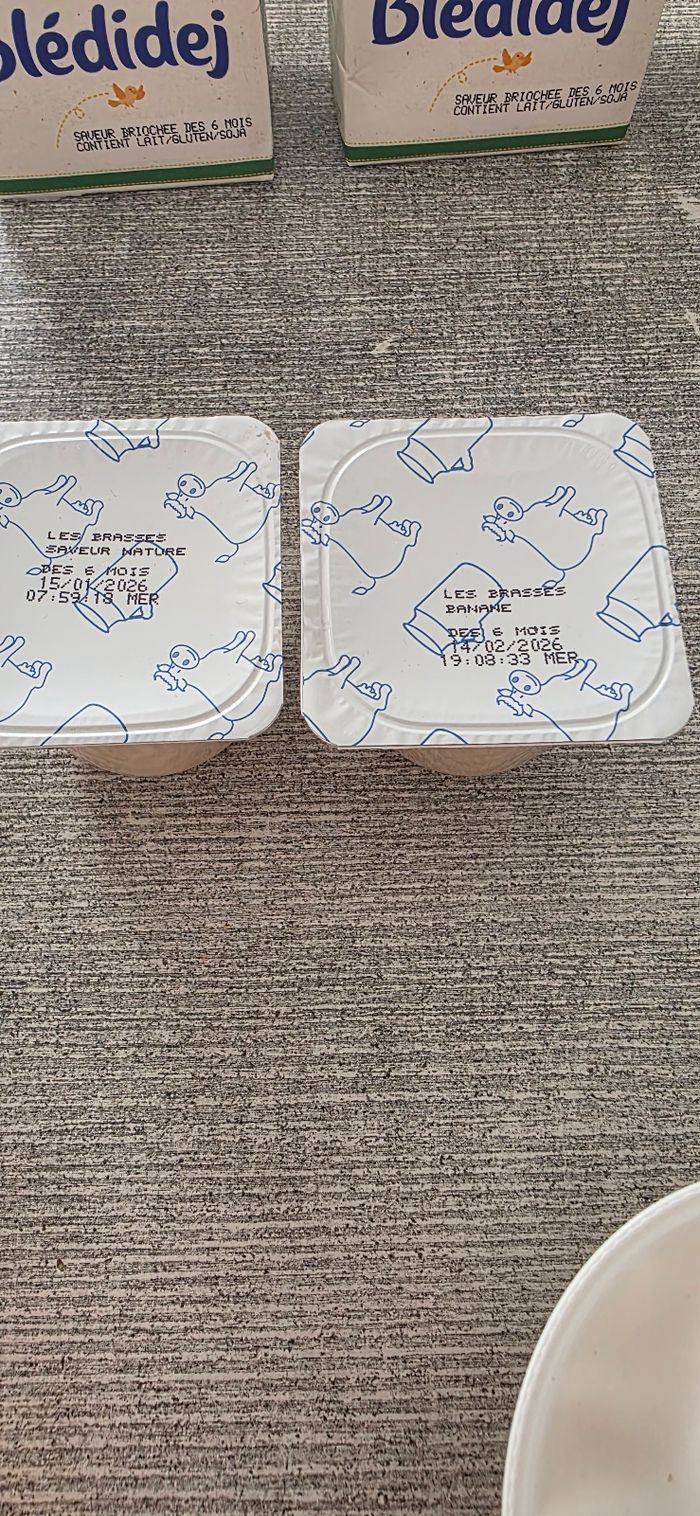 Blédidej
SAVEUR BRIOCHEE DES 6 MOIS
CONTIENT LAIT/GLUTEN/SOJA
Blédidej
SAVEUR BRIOCHEE DES 6 MOIS
CONTIENT LAIT/GLUTEN/SOJA
LES BRASSES
SAVEUR NATURE
DES 6 MOIS
15/01/2026
07:59:18 MER
LES BRASSES
BANANE
DES 6 MOIS
14/02/2026
19:08:33 MER